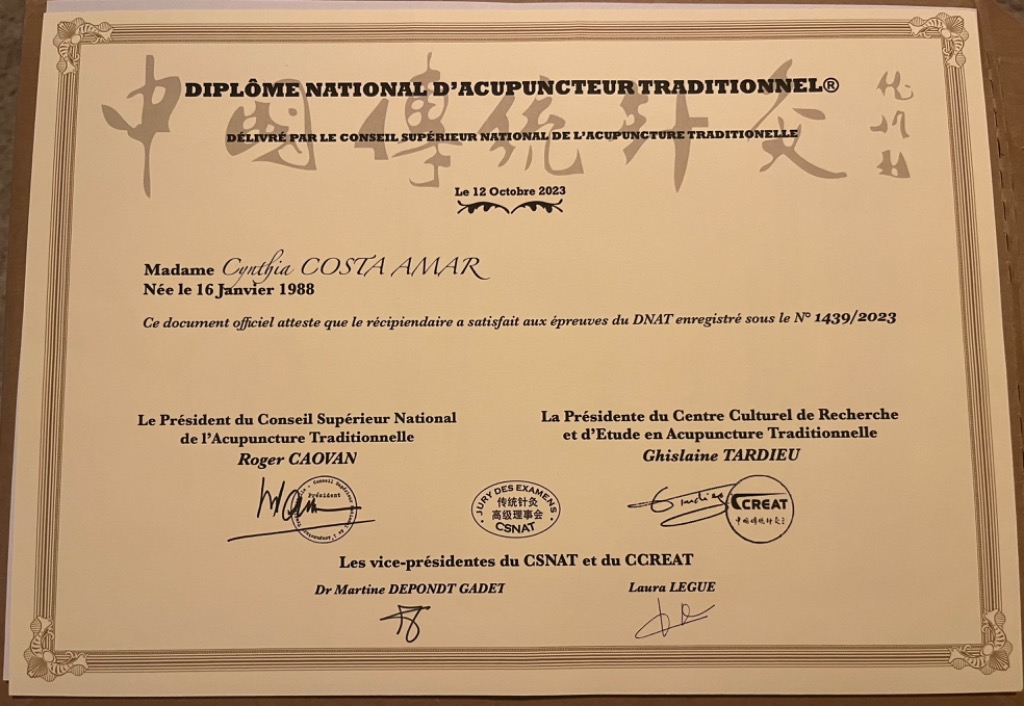 中國傳統針灸
DIPLÔME NATIONAL D'ACUPUNCTEUR TRADITIONNEL®
DÉLIVRÉ PAR LE CONSEIL SUPÉRIEUR NATIONAL DE L'ACUPUNCTURE TRADITIONELLE
Le 12 Octobre 2023
Madame Cynthia COSTA AMAR
Née le 16 Janvier 1988
Ce document officiel atteste que le récipiendaire a satisfait aux épreuves du DNAT enregistré sous le N° 1439/2023
Le Président du Conseil Supérieur National
de l'Acupuncture Traditionnelle
Roger CAOVAN
La Présidente du Centre Culturel de Recherche
et d'Etude en Acupuncture Traditionnelle
Ghislaine TARDIEU
Conseil Supérieur
Président
JURY DES EXAMENS
传统针灸
高级理事会
CSNAT
CCREAT
Les vice-présidentes du CSNAT et du CCREAT
Dr Martine DEPONDT GADET
Laura LEGUE